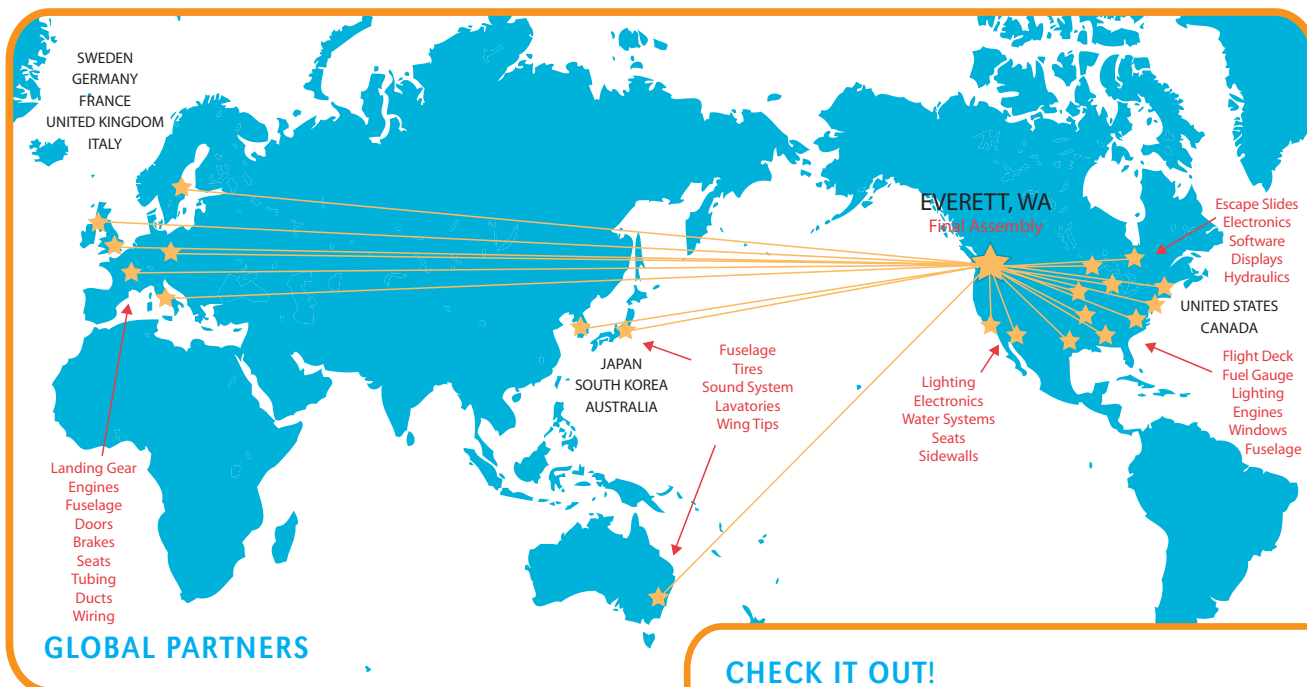 SWEDEN
GERMANY
FRANCE
UNITED KINGDOM
ITALY
EVERETT, WA
Final Assembly
Escape Slides
Electronics
Software
Displays
Hydraulics
UNITED STATES
CANADA
JAPAN
SOUTH KOREA
AUSTRALIA
Fuselage
Tires
Sound System
Lavatories
Wing Tips
Lighting
Electronics
Water Systems
Seats
Sidewalls
Flight Deck
Fuel Gauge
Lighting
Engines
Windows
Fuselage
Landing Gear
Engines
Fuselage
Doors
Brakes
Seats
Tubing
Ducts
Wiring
GLOBAL PARTNERS
CHECK IT OUT!